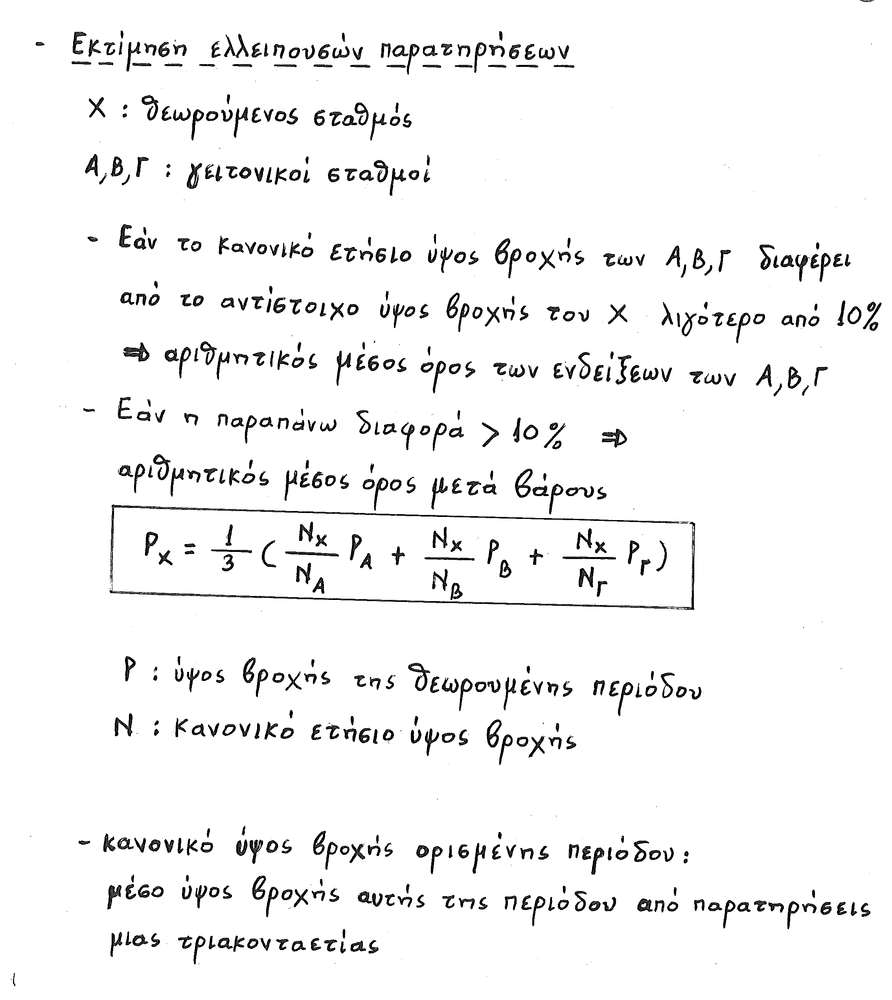 - Εκτίμηση ελλειπουσών παρατηρήσεων
Χ : θεωρούμενος σταθμός
Α, Β, Γ : γειτονικοί σταθμοί
- Εάν το κανονικό ετήσιο ύψος βροχής των Α, Β, Γ διαφέρει
από το αντίστοιχο ύψος βροχής του Χ λιγότερο από 10%
⇒ αριθμητικός μέσος όρος των ενδείξεων των Α, Β, Γ
- Εάν η παραπάνω διαφορά > 10% ⇒
αριθμητικός μέσος όρος μετά βάρους
P_X = 1/3 ( N_X/N_A P_A + N_X/N_B P_B + N_X/N_Γ P_Γ )
P : ύψος βροχής της θεωρουμένης περιόδου
N : κανονικό ετήσιο ύψος βροχής
- κανονικό ύψος βροχής ορισμένης περιόδου :
μέσο ύψος βροχής αυτής της περιόδου από παρατηρήσεις
μιας τριακονταετίας